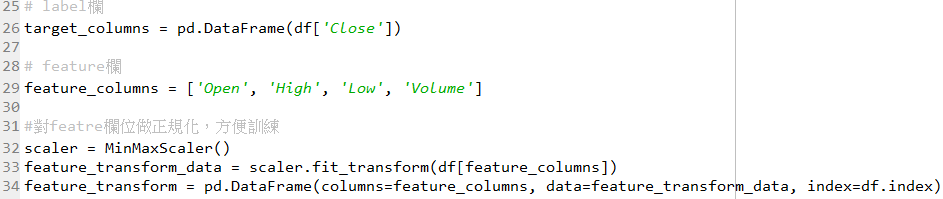 25 # label欄
26 target_columns = pd.DataFrame(df['Close'])
27
28 # feature欄
29 feature_columns = ['Open', 'High', 'Low', 'Volume']
30
31 #對featre欄位做正規化，方便訓練
32 scaler = MinMaxScaler()
33 feature_transform_data = scaler.fit_transform(df[feature_columns])
34 feature_transform = pd.DataFrame(columns=feature_columns, data=feature_transform_data, index=df.index)